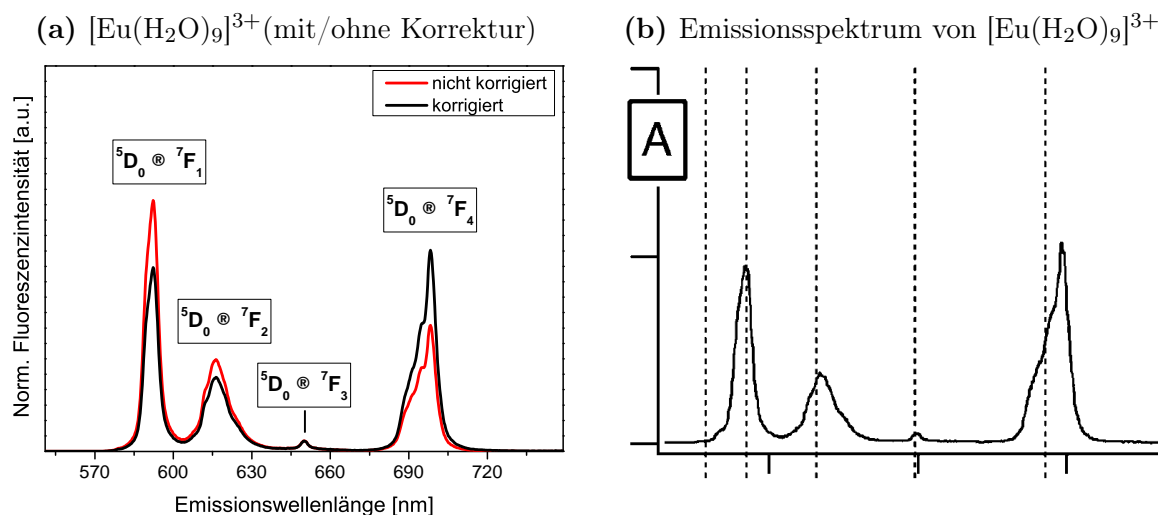 (a) [Eu(H₂O)₉]³⁺(mit/ohne Korrektur)
nicht korrigiert
korrigiert
⁵D₀ ® ⁷F₁
⁵D₀ ® ⁷F₂
⁵D₀ ® ⁷F₃
⁵D₀ ® ⁷F₄
Norm. Fluoreszenzintensität [a.u.]
570 600 630 660 690 720
Emissionswellenlänge [nm]
(b) Emissionsspektrum von [Eu(H₂O)₉]³⁺
A